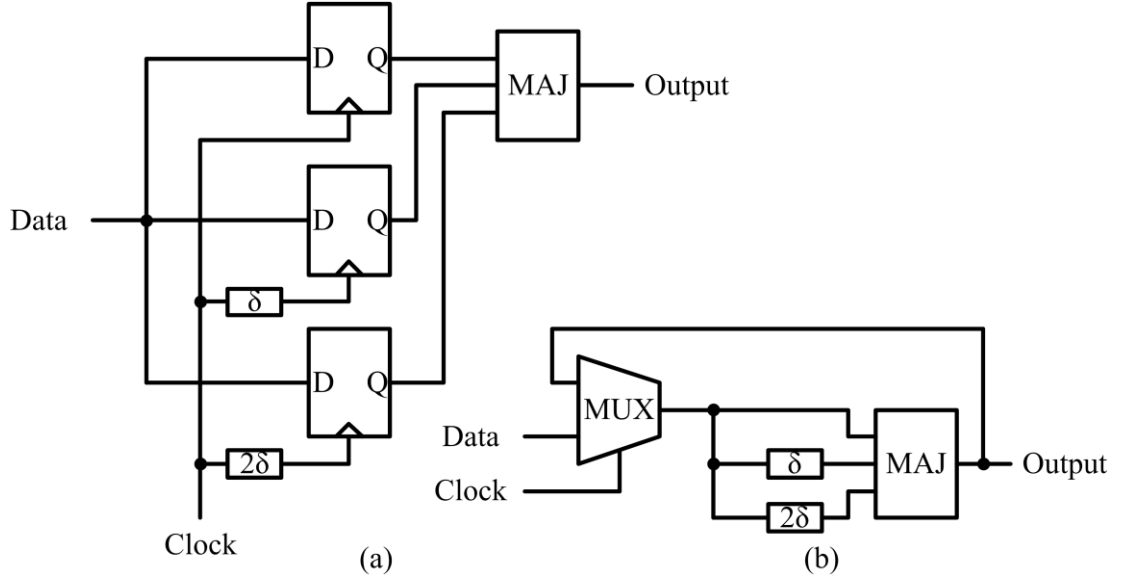 D Q
MAJ
Output
Data
D Q
δ
D Q
2δ
Clock
(a)
MUX
Data
Clock
δ
2δ
MAJ
Output
(b)